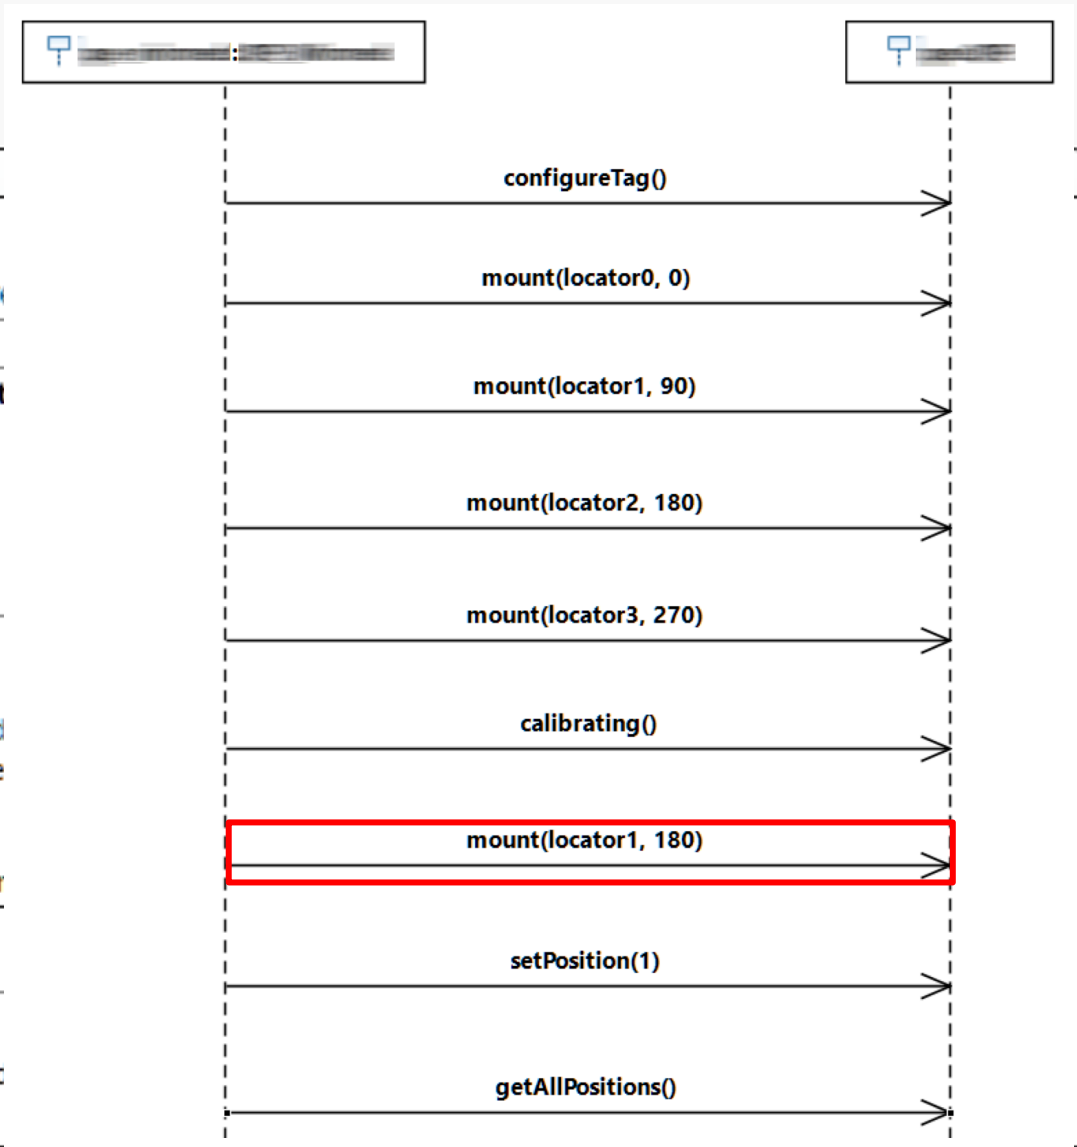 :
configureTag()
mount(locator0, 0)
mount(locator1, 90)
mount(locator2, 180)
mount(locator3, 270)
calibrating()
mount(locator1, 180)
setPosition(1)
getAllPositions()